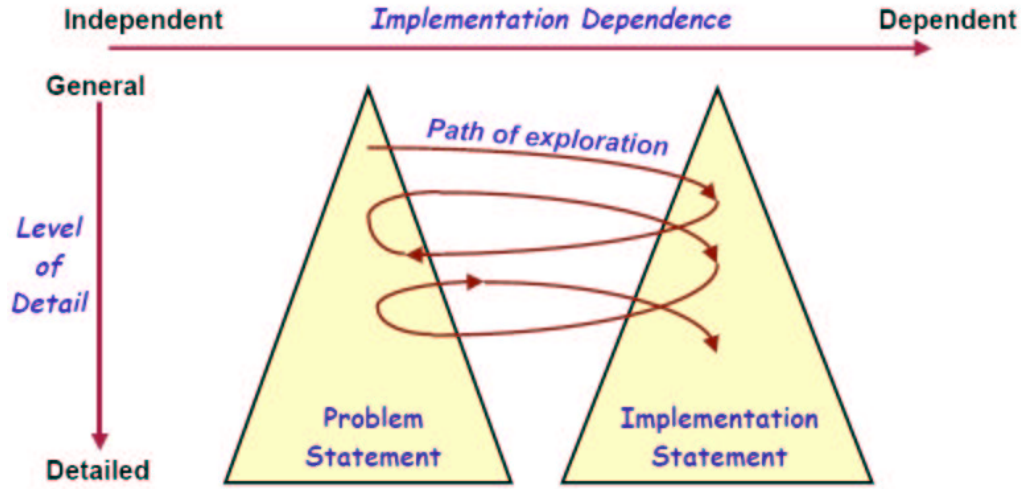 Independent Implementation Dependence Dependent
General
Path of exploration
Level
of
Detail
Problem
Statement
Implementation
Statement
Detailed